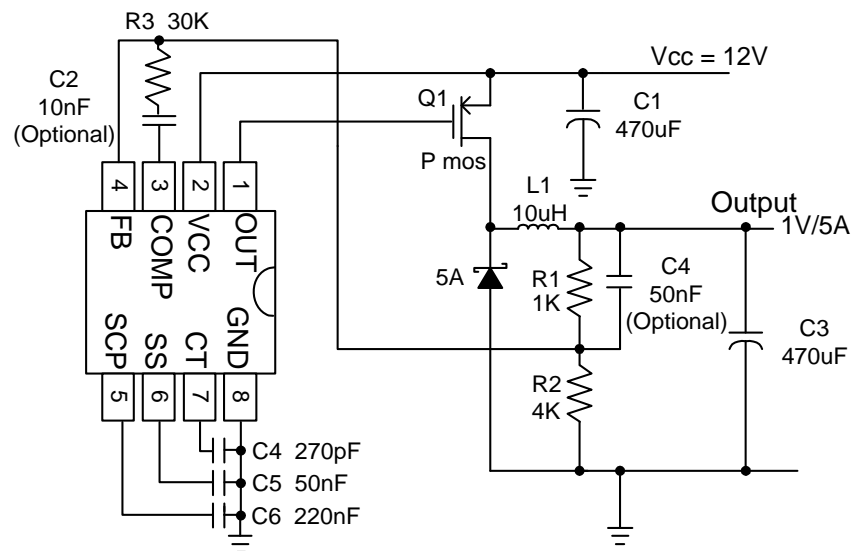 R3 30K
C2
10nF
(Optional)
Vcc = 12V
Q1
C1
470uF
P mos
4
3
2
1
FB
COMP
VCC
OUT
L1
10uH
Output
1V/5A
5A
R1
1K
C4
50nF
(Optional)
C3
470uF
SCP
SS
CT
GND
R2
4K
5
6
7
8
C4 270pF
C5 50nF
C6 220nF